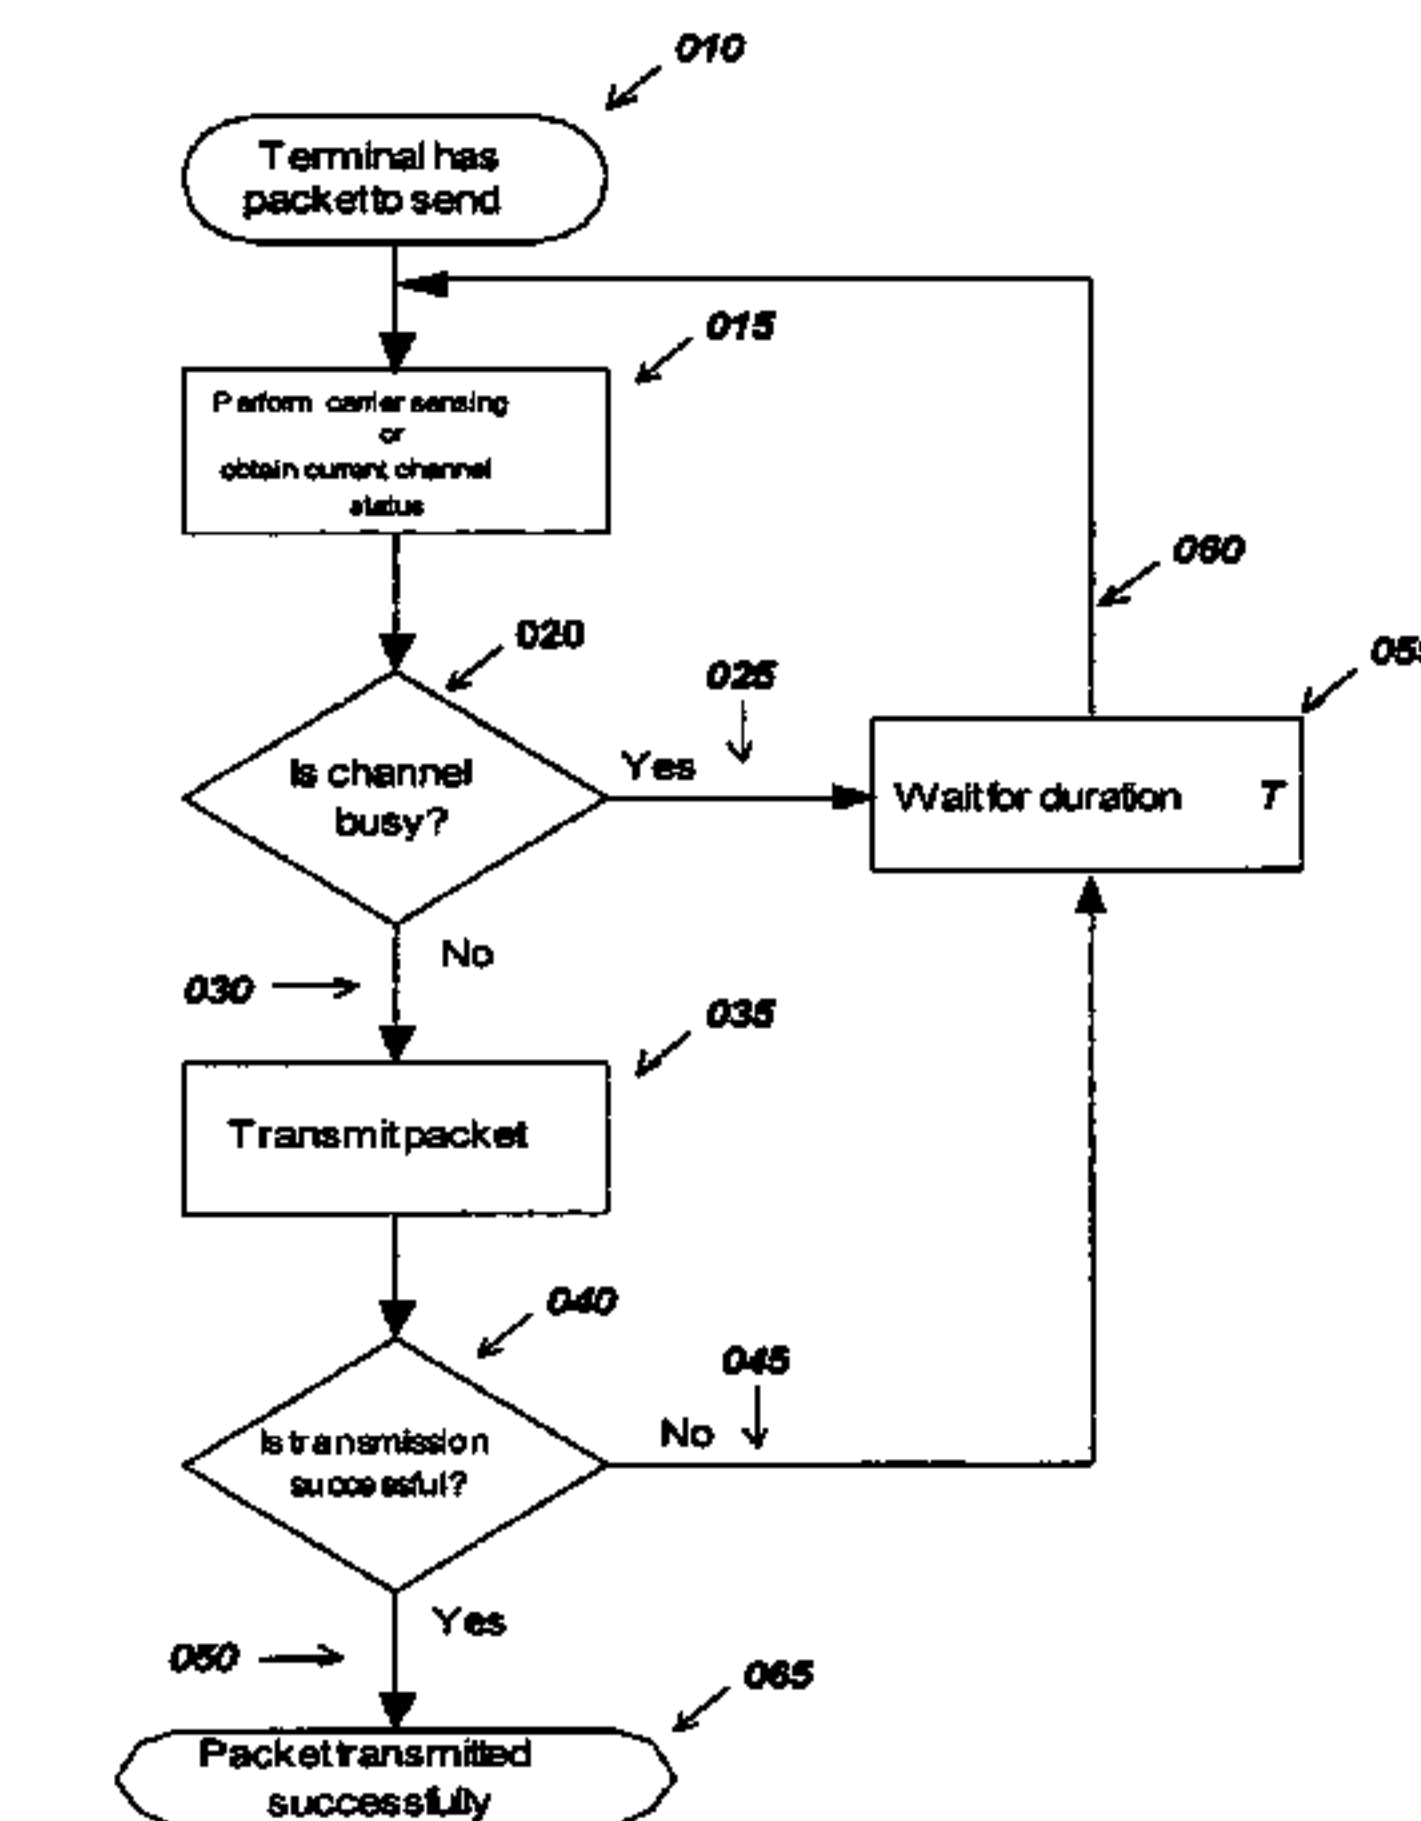 010
Terminal has
packet to send
015
Perform carrier sensing
or
obtain current channel
status
060
020
025
055
Is channel
busy?
Yes
Wait for duration T
No
030
035
Transmit packet
040
045
Is transmission
successful?
No
Yes
050
065
Packet transmitted
successfully